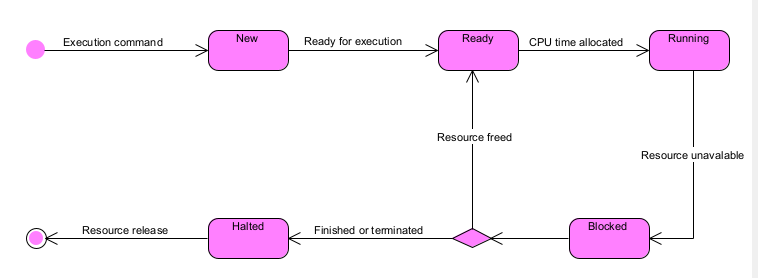 Execution command
New
Ready for execution
Ready
CPU time allocated
Running
Resource freed
Resource unavalable
Resource release
Halted
Finished or terminated
Blocked